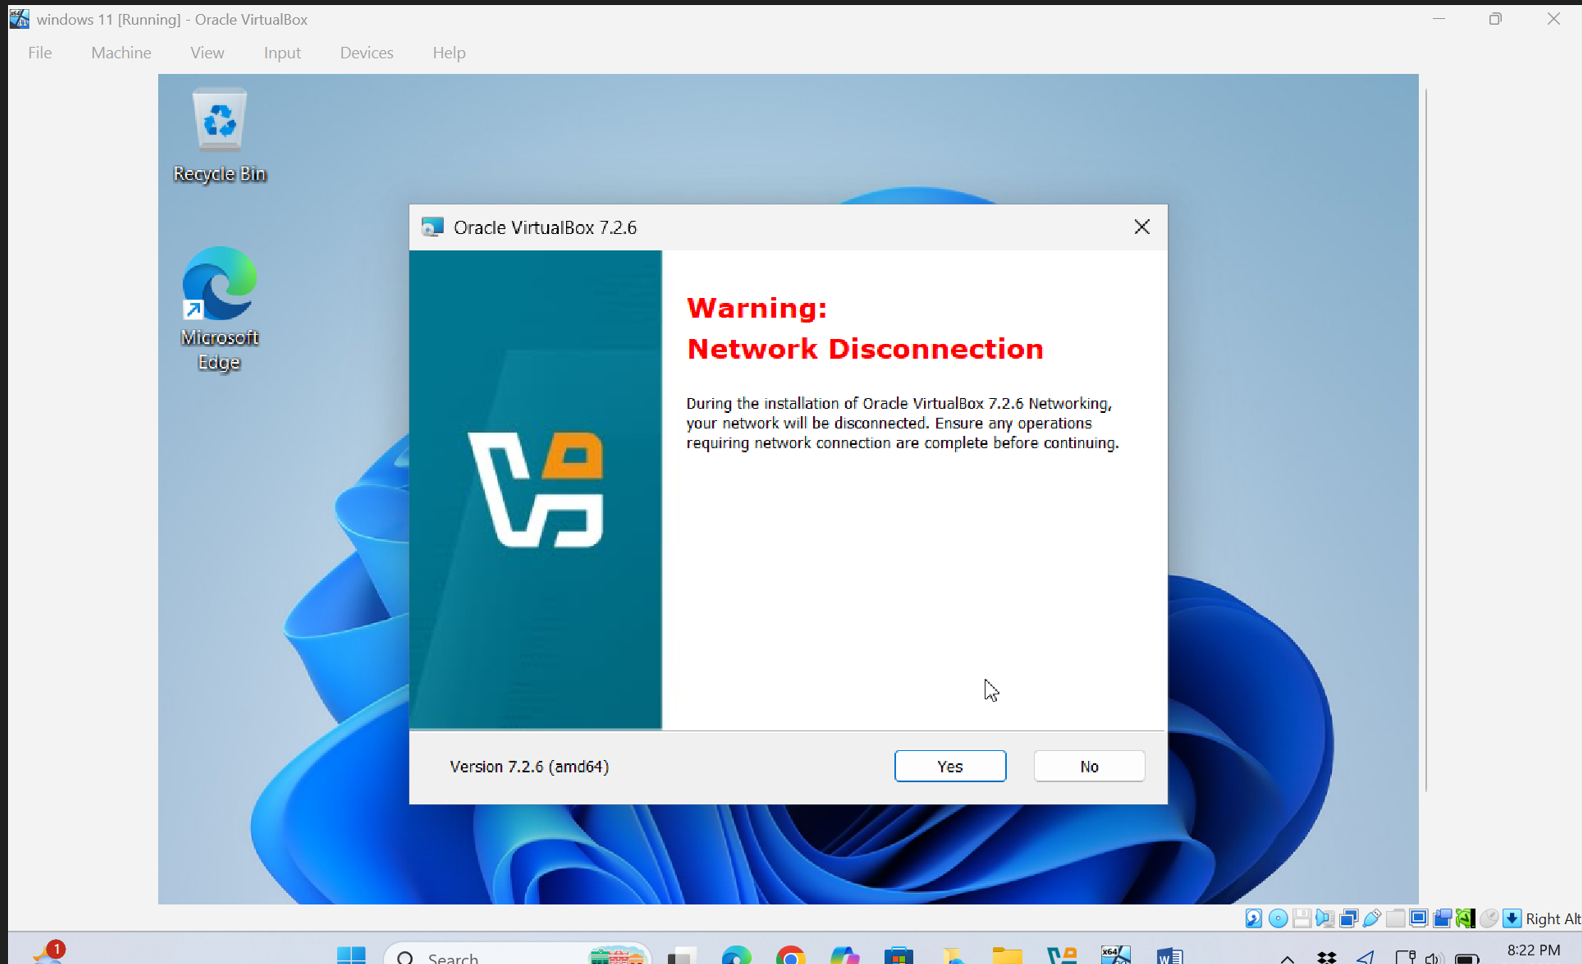 windows 11 [Running] - Oracle VirtualBox
File Machine View Input Devices Help
Recycle Bin
Microsoft
Edge
Oracle VirtualBox 7.2.6
Warning:
Network Disconnection
During the installation of Oracle VirtualBox 7.2.6 Networking,
your network will be disconnected. Ensure any operations
requiring network connection are complete before continuing.
Version 7.2.6 (amd64)
Yes
No
Right Alt
1
Search
x64
8:22 PM